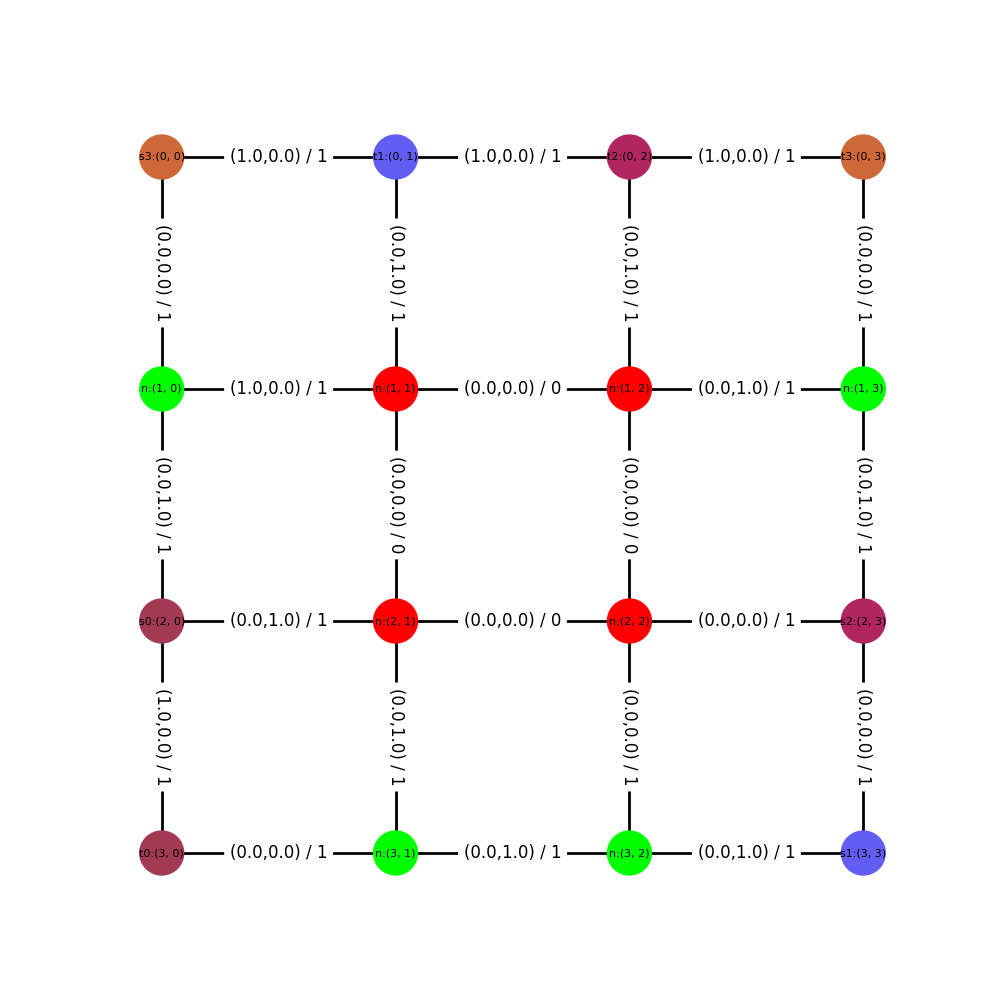 s3:(0, 0) (1.0,0.0) / 1 t1:(0, 1) (1.0,0.0) / 1 t2:(0, 2) (1.0,0.0) / 1 t3:(0, 3)
(0.0,0.0) / 1 (0.0,1.0) / 1 (0.0,1.0) / 1 (0.0,0.0) / 1
n:(1, 0) (1.0,0.0) / 1 n:(1, 1) (0.0,0.0) / 0 n:(1, 2) (0.0,1.0) / 1 n:(1, 3)
(0.0,1.0) / 1 (0.0,0.0) / 0 (0.0,0.0) / 0 (0.0,1.0) / 1
s0:(2, 0) (0.0,1.0) / 1 n:(2, 1) (0.0,0.0) / 0 n:(2, 2) (0.0,0.0) / 1 s2:(2, 3)
(1.0,0.0) / 1 (0.0,1.0) / 1 (0.0,0.0) / 1 (0.0,0.0) / 1
t0:(3, 0) (0.0,0.0) / 1 n:(3, 1) (0.0,1.0) / 1 n:(3, 2) (0.0,1.0) / 1 s1:(3, 3)